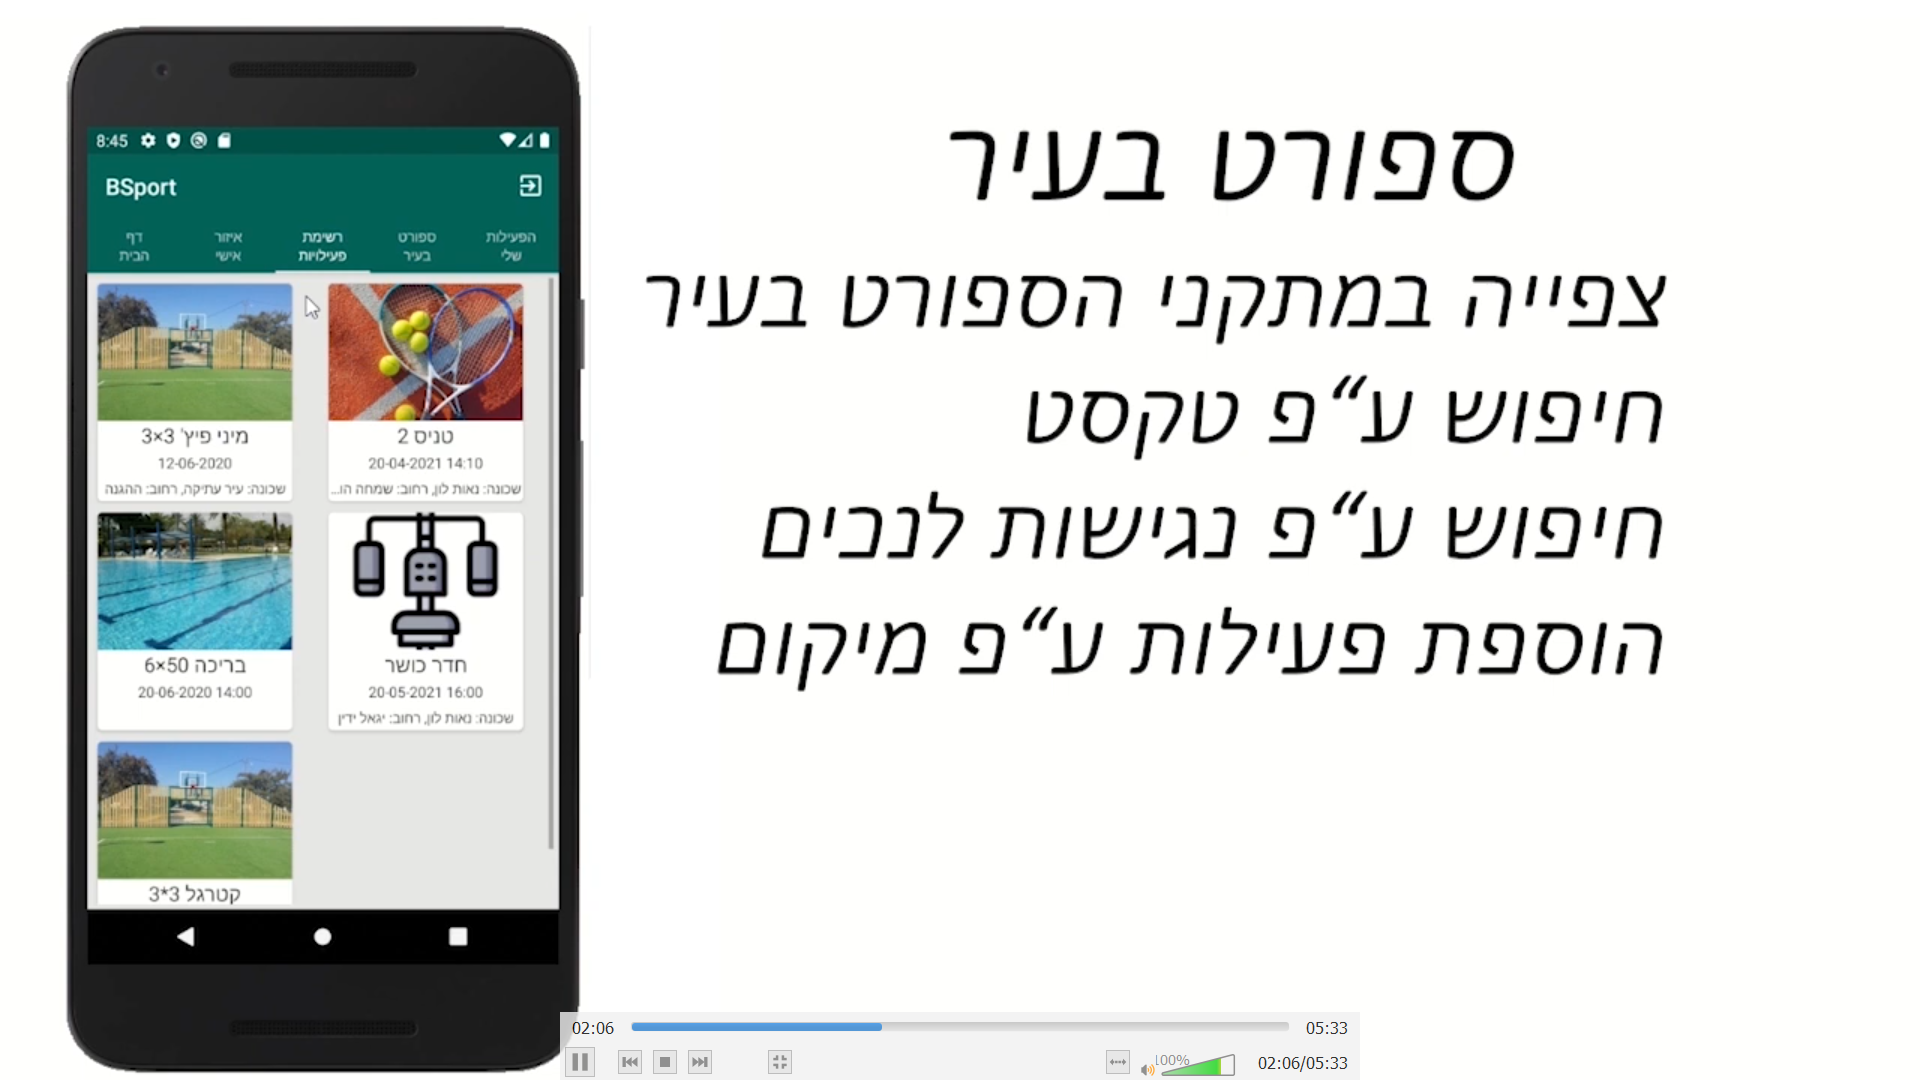 8:45
BSport
דף
הבית
איזור
אישי
רשימת
פעילויות
ספורט
בעיר
הפעילות
שלי
מיני פיץ' 3×3
12-06-2020
שכונה: עיר עתיקה, רחוב: ההגנה
טניס 2
20-04-2021 14:10
שכונה: נאות לון, רחוב: שמחה הו...
בריכה 50×6
20-06-2020 14:00
חדר כושר
20-05-2021 16:00
שכונה: נאות לון, רחוב: יגאל ידין
קטרגל 3*3
ספורט בעיר
צפייה במתקני הספורט בעיר
חיפוש ע“פ טקסט
חיפוש ע“פ נגישות לנכים
הוספת פעילות ע“פ מיקום
02:06
05:33
100%
02:06/05:33